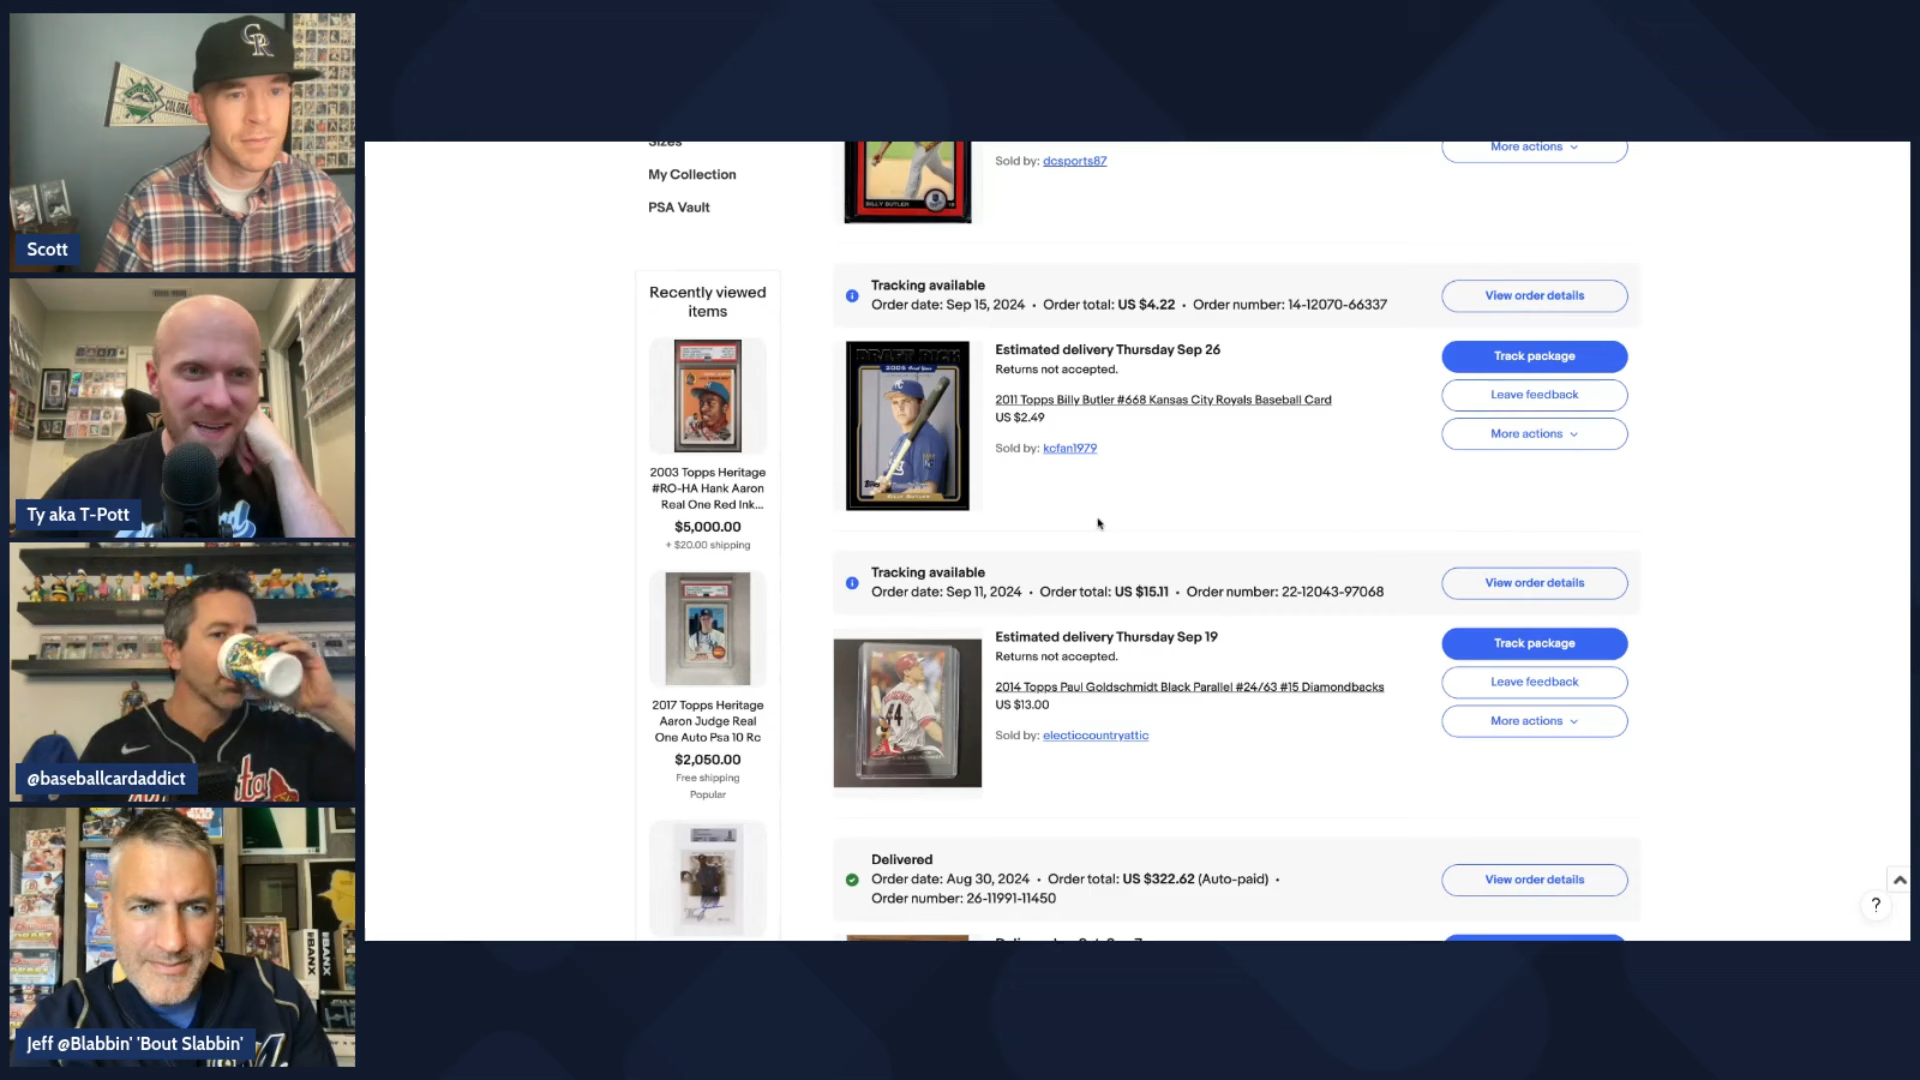 Scott
Ty aka T-Pott
@baseballcardaddict
Jeff @Blabbin' 'Bout Slabbin'
Sizes
My Collection
PSA Vault
Recently viewed
items
2003 Topps Heritage
#RO-HA Hank Aaron
Real One Red Ink...
$5,000.00
+ $20.00 shipping
2017 Topps Heritage
Aaron Judge Real
One Auto Psa 10 Rc
$2,050.00
Free shipping
Popular
BILLY BUTLER
Sold by: dcsports87
More actions
Tracking available
Order date: Sep 15, 2024 • Order total: US $4.22 • Order number: 14-12070-66337
View order details
DRAFT PICK
Topps
BILLY BUTLER
Estimated delivery Thursday Sep 26
Returns not accepted.
2011 Topps Billy Butler #668 Kansas City Royals Baseball Card
US $2.49
Sold by: kcfan1979
Track package
Leave feedback
More actions
Tracking available
Order date: Sep 11, 2024 • Order total: US $15.11 • Order number: 22-12043-97068
View order details
44
Estimated delivery Thursday Sep 19
Returns not accepted.
2014 Topps Paul Goldschmidt Black Parallel #24/63 #15 Diamondbacks
US $13.00
Sold by: electiccountryattic
Track package
Leave feedback
More actions
Delivered
Order date: Aug 30, 2024 • Order total: US $322.62 (Auto-paid) •
Order number: 26-11991-11450
View order details
?